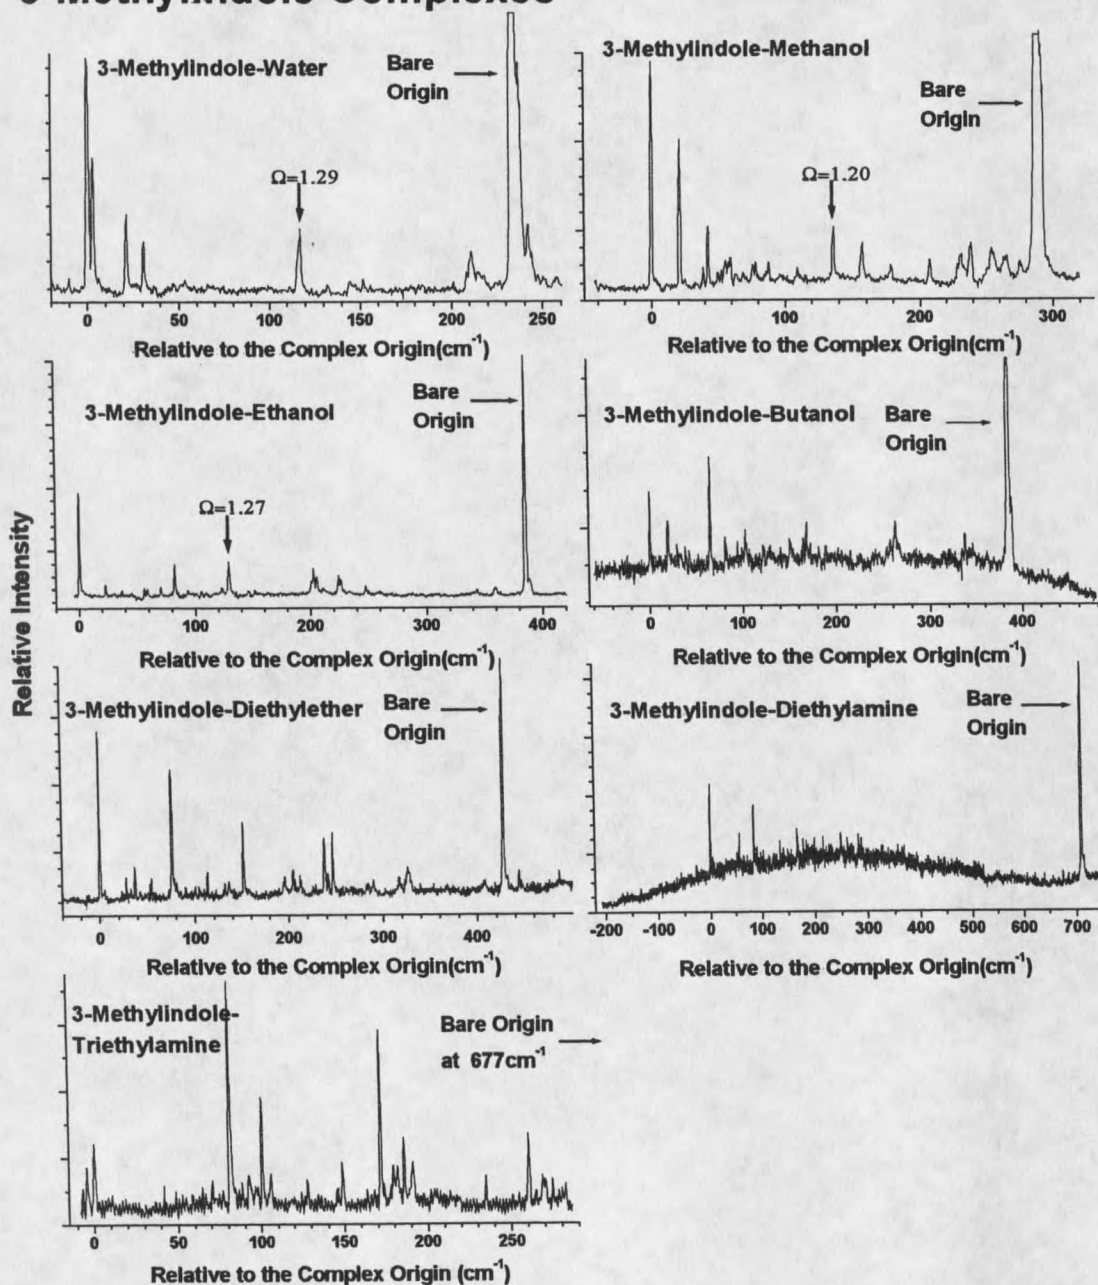 3-Methylindole Complexes
3-Methylindole-Water
Bare
Origin
Ω=1.29
0 50 100 150 200 250
Relative to the Complex Origin(cm-1)
3-Methylindole-Methanol
Bare
Origin
Ω=1.20
0 100 200 300
Relative to the Complex Origin(cm-1)
3-Methylindole-Ethanol
Bare
Origin
Ω=1.27
0 100 200 300 400
Relative to the Complex Origin(cm-1)
3-Methylindole-Butanol
Bare
Origin
0 100 200 300 400
Relative to the Complex Origin(cm-1)
Relative Intensity
3-Methylindole-Diethylether
Bare
Origin
0 100 200 300 400
Relative to the Complex Origin(cm-1)
3-Methylindole-Diethylamine
Bare
Origin
-200 -100 0 100 200 300 400 500 600 700
Relative to the Complex Origin(cm-1)
3-Methylindole-
Triethylamine
Bare Origin
at 677cm-1
0 50 100 150 200 250
Relative to the Complex Origin (cm-1)